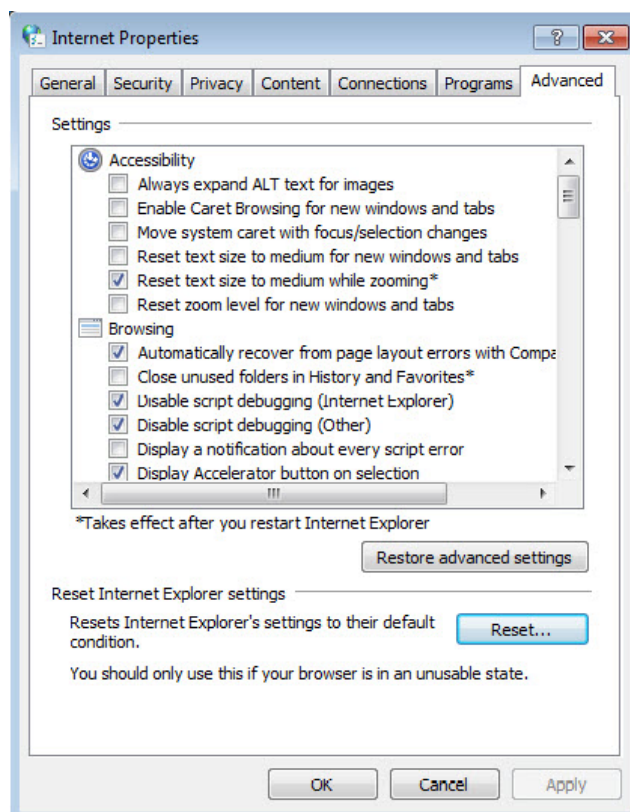 Internet Properties
General Security Privacy Content Connections Programs Advanced
Settings
Accessibility
Always expand ALT text for images
Enable Caret Browsing for new windows and tabs
Move system caret with focus/selection changes
Reset text size to medium for new windows and tabs
Reset text size to medium while zooming*
Reset zoom level for new windows and tabs
Browsing
Automatically recover from page layout errors with Compa
Close unused folders in History and Favorites*
Disable script debugging (Internet Explorer)
Disable script debugging (Other)
Display a notification about every script error
Display Accelerator button on selection
*Takes effect after you restart Internet Explorer
Restore advanced settings
Reset Internet Explorer settings
Resets Internet Explorer's settings to their default
condition.
Reset...
You should only use this if your browser is in an unusable state.
OK Cancel Apply